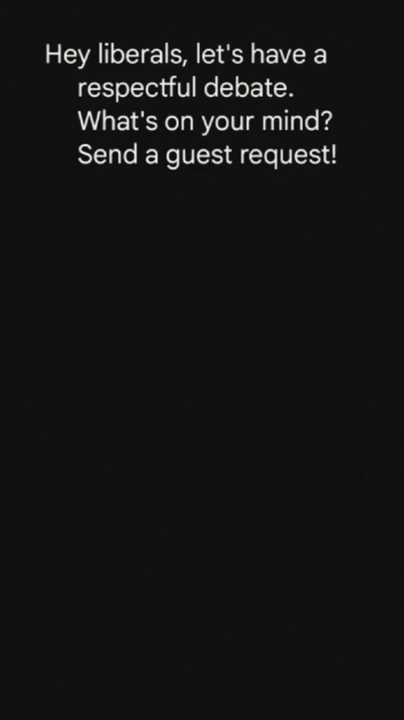 Hey liberals, let's have a
respectful debate.
What's on your mind?
Send a guest request!